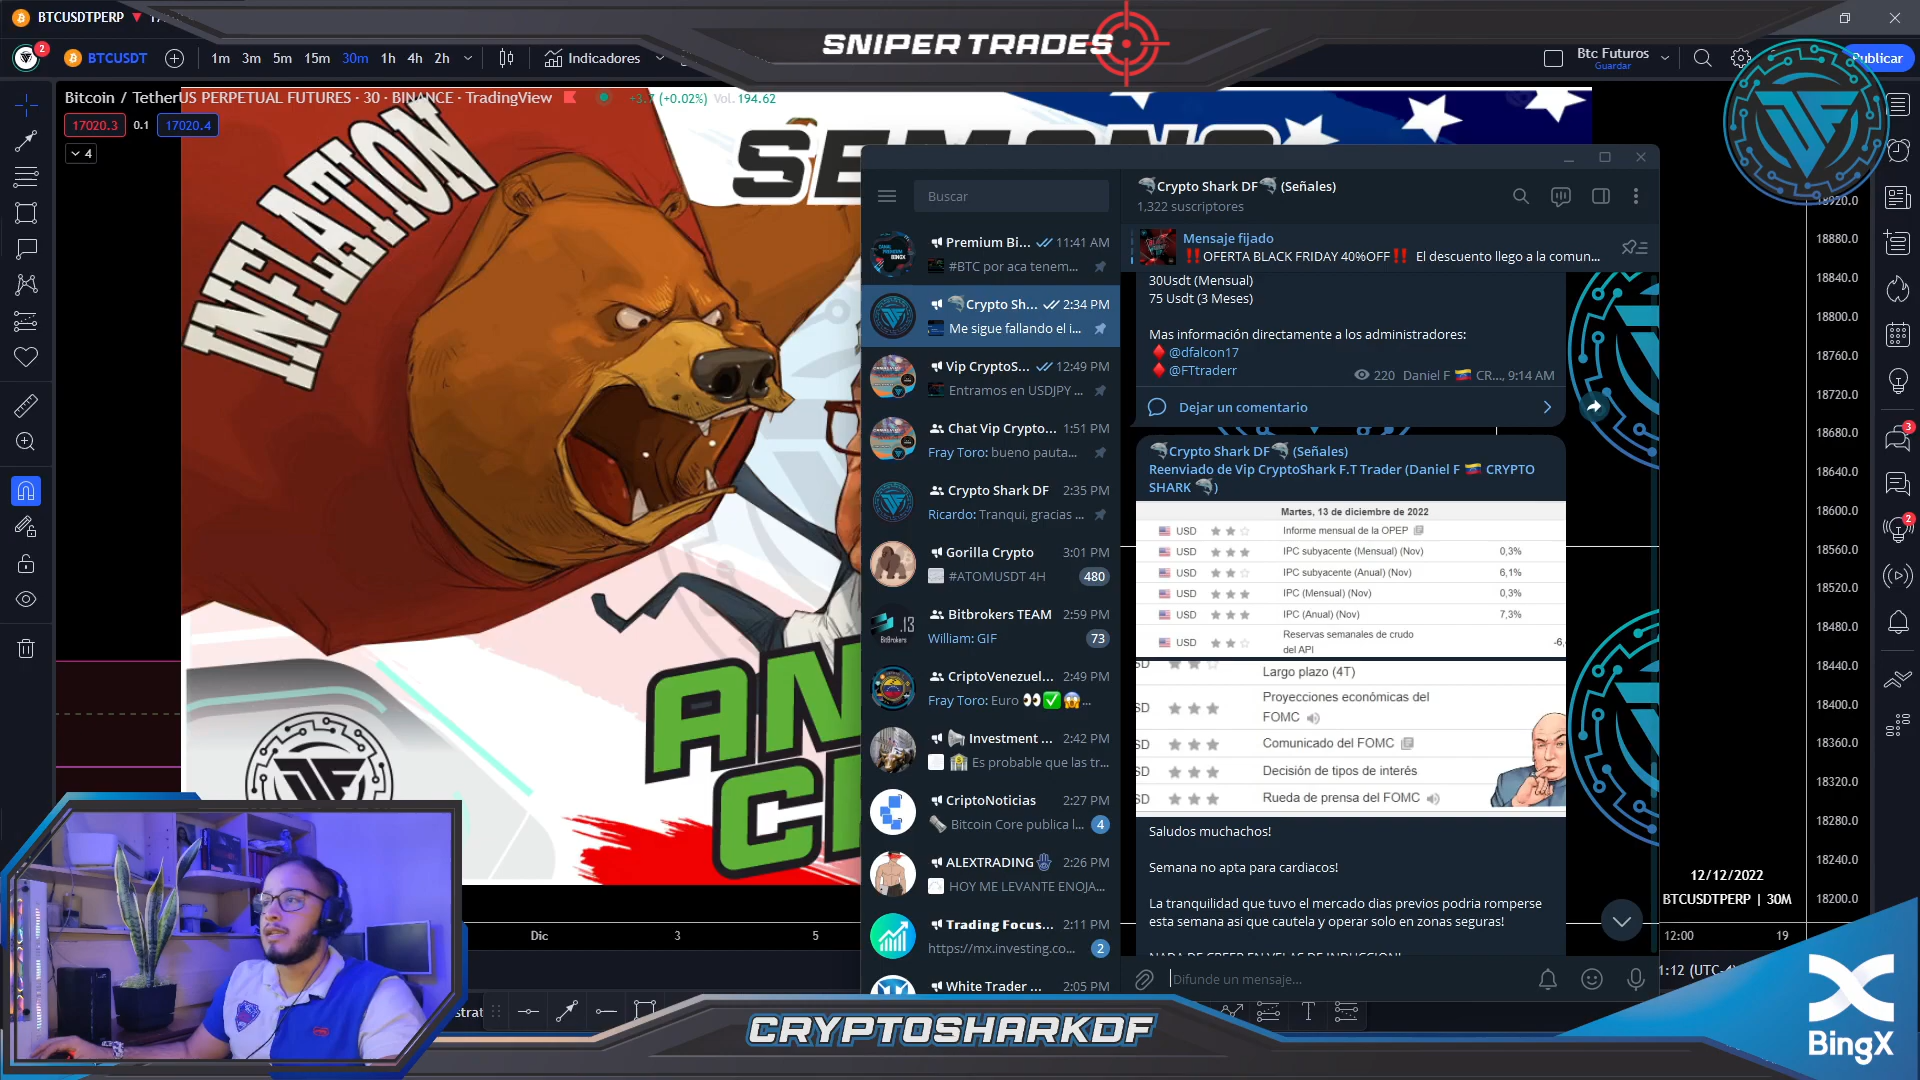 BTCUSDTPERP
SNIPER TRADES
2
BTCUSDT
1m 3m 5m 15m 30m 1h 4h 2h
Indicadores
Btc Futuros
Guardar
Publicar
Bitcoin / TetherUS PERPETUAL FUTURES · 30 · BINANCE · TradingView
+3.7 (+0.02%) Vol. 194.62
17020.3 0.1 17020.4
4
INFLATION
Buscar
Premium Bi... 11:41 AM
#BTC por aca tenem...
Crypto Sh... 2:34 PM
Me sigue fallando el i...
Vip CryptoS... 12:49 PM
Entramos en USDJPY ...
Chat Vip Crypto... 1:51 PM
Fray Toro: bueno pauta...
Crypto Shark DF 2:35 PM
Ricardo: Tranqui, gracias ...
Gorilla Crypto 3:01 PM
#ATOMUSDT 4H 480
Bitbrokers TEAM 2:59 PM
William: GIF 73
CriptoVenezuel... 2:49 PM
Fray Toro: Euro 👀✅😱...
Investment ... 2:42 PM
Es probable que las tr...
CriptoNoticias 2:27 PM
Bitcoin Core publica l... 4
ALEXTRADING 2:26 PM
HOY ME LEVANTE ENOJA...
Trading Focus... 2:11 PM
https://mx.investing.co... 2
White Trader ... 2:05 PM
🦈Crypto Shark DF🦈 (Señales)
1,322 suscriptores
Mensaje fijado
‼️OFERTA BLACK FRIDAY 40%OFF‼️ El descuento llego a la comun...
30Usdt (Mensual)
75 Usdt (3 Meses)
Mas información directamente a los administradores:
♦️@dfalcon17
♦️@FTtraderr
220 Daniel F 🇻🇪 CR..., 9:14 AM
Dejar un comentario
🦈Crypto Shark DF🦈 (Señales)
Reenviado de Vip CryptoShark F.T Trader (Daniel F 🇻🇪 CRYPTO
SHARK 🦈)
Martes, 13 de diciembre de 2022
USD Informe mensual de la OPEP
USD IPC subyacente (Mensual) (Nov) 0,3%
USD IPC subyacente (Anual) (Nov) 6,1%
USD IPC (Mensual) (Nov) 0,3%
USD IPC (Anual) (Nov) 7,3%
USD Reservas semanales de crudo
del API
Largo plazo (4T)
Proyecciones económicas del
FOMC
Comunicado del FOMC
Decisión de tipos de interés
Rueda de prensa del FOMC
Saludos muchachos!
Semana no apta para cardiacos!
La tranquilidad que tuvo el mercado dias previos podria romperse
esta semana asi que cautela y operar solo en zonas seguras!
NADA DE CREER EN VELAS DE INDUCCION!
Difunde un mensaje...
18920.0
18880.0
18840.0
18800.0
18760.0
18720.0
18680.0
18640.0
18600.0
18560.0
18520.0
18480.0
18440.0
18400.0
18360.0
18320.0
18280.0
18240.0
18200.0
3
2
12/12/2022
BTCUSDTPERP | 30M
Dic 3 5 12:00 19
1:12 (UTC-4)
strat
CRYPTOSHARKDF
BingX